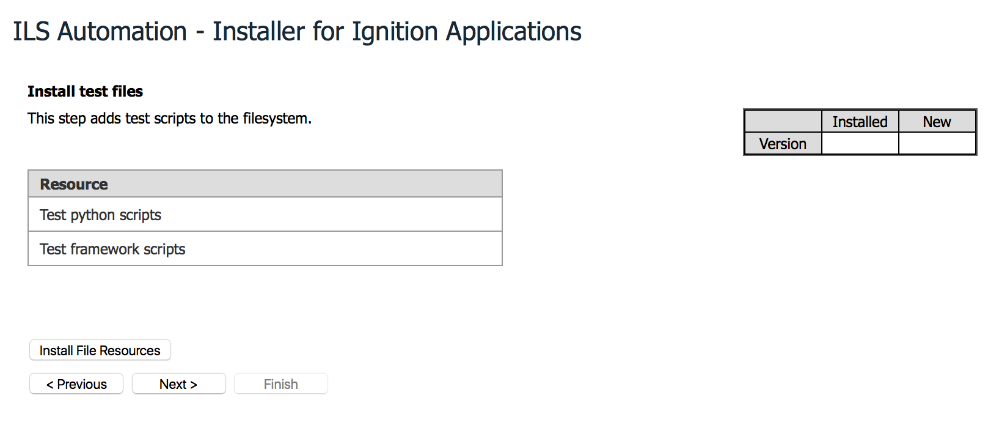 ILS Automation - Installer for Ignition Applications
Install test files
This step adds test scripts to the filesystem.
Installed New
Version
Resource
Test python scripts
Test framework scripts
Install File Resources
< Previous Next > Finish